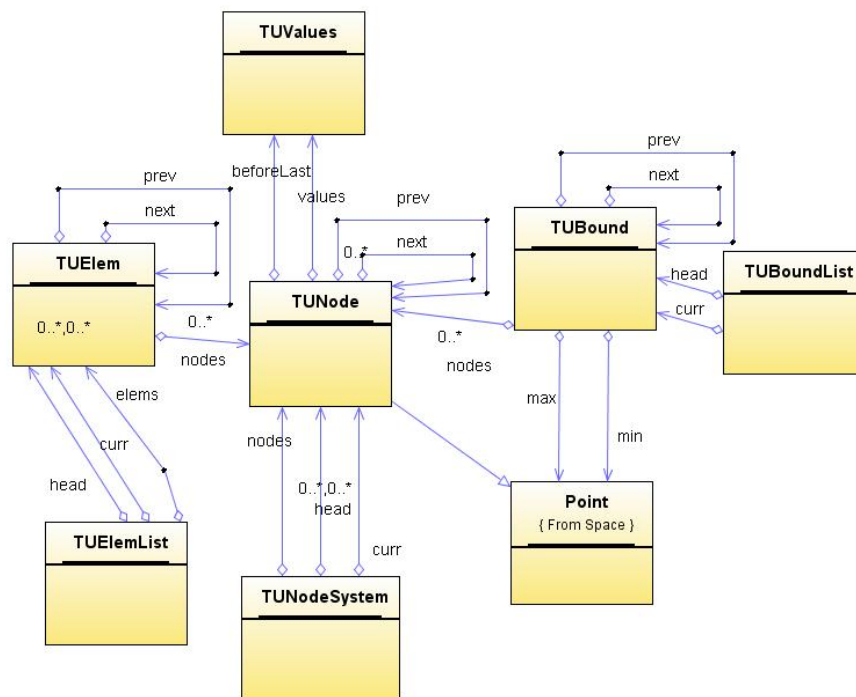 TUValues
prev
beforeLast
next
prev
values
prev
next
TUBound
TUElem
0..*
next
head
TUBoundList
TUNode
curr
0..*,0..*
0..*
0..*
nodes
nodes
elems
max
nodes
min
curr
head
0..*,0..*
head
Point
{ From Space }
TUElemList
curr
TUNodeSystem